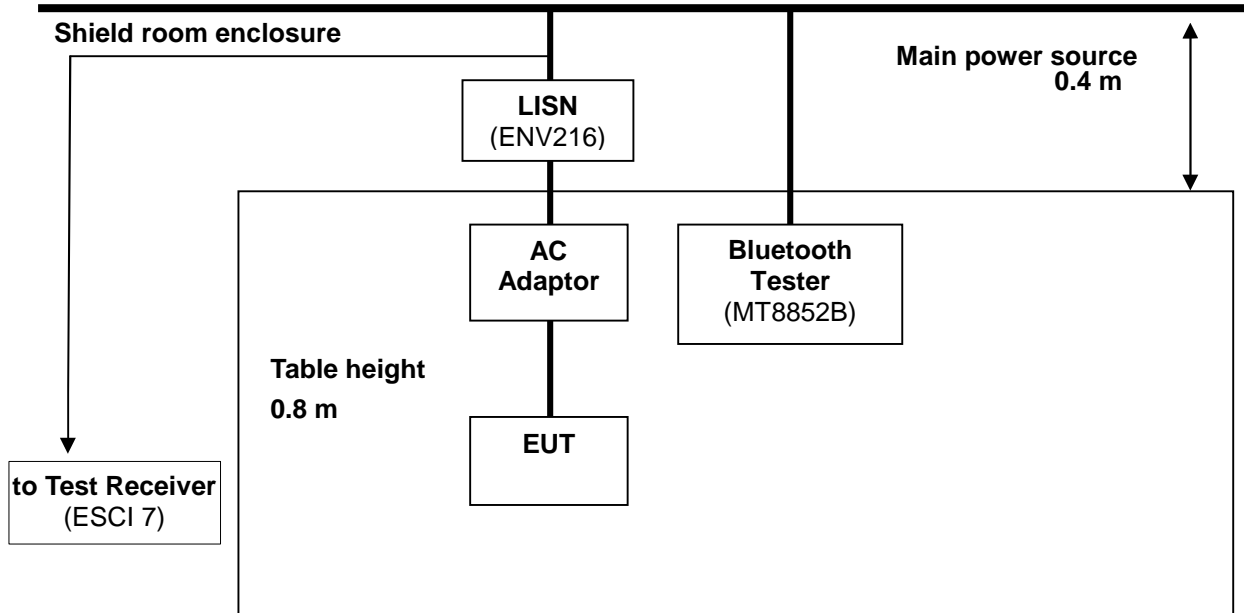 Shield room enclosure
Main power source
0.4 m
LISN
(ENV216)
AC
Adaptor
Bluetooth
Tester
(MT8852B)
Table height
0.8 m
EUT
to Test Receiver
(ESCI 7)